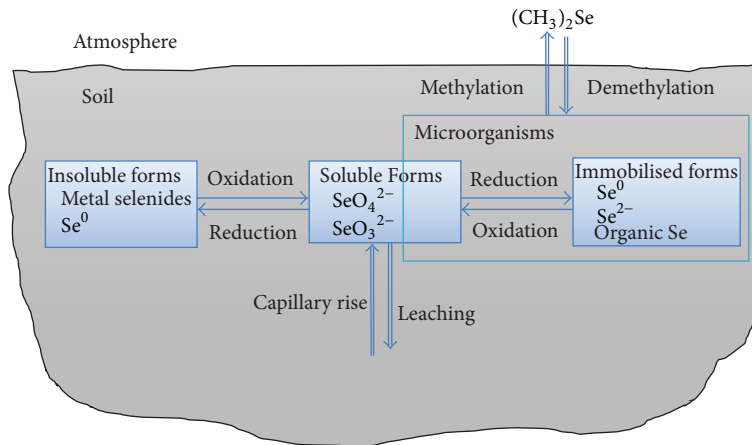 (CH₃)₂Se
Atmosphere
Soil
Methylation
Demethylation
Microorganisms
Insoluble forms
Metal selenides
Se⁰
Oxidation
Reduction
Soluble Forms
SeO₄²⁻
SeO₃²⁻
Reduction
Oxidation
Immobilised forms
Se⁰
Se²⁻
Organic Se
Capillary rise
Leaching